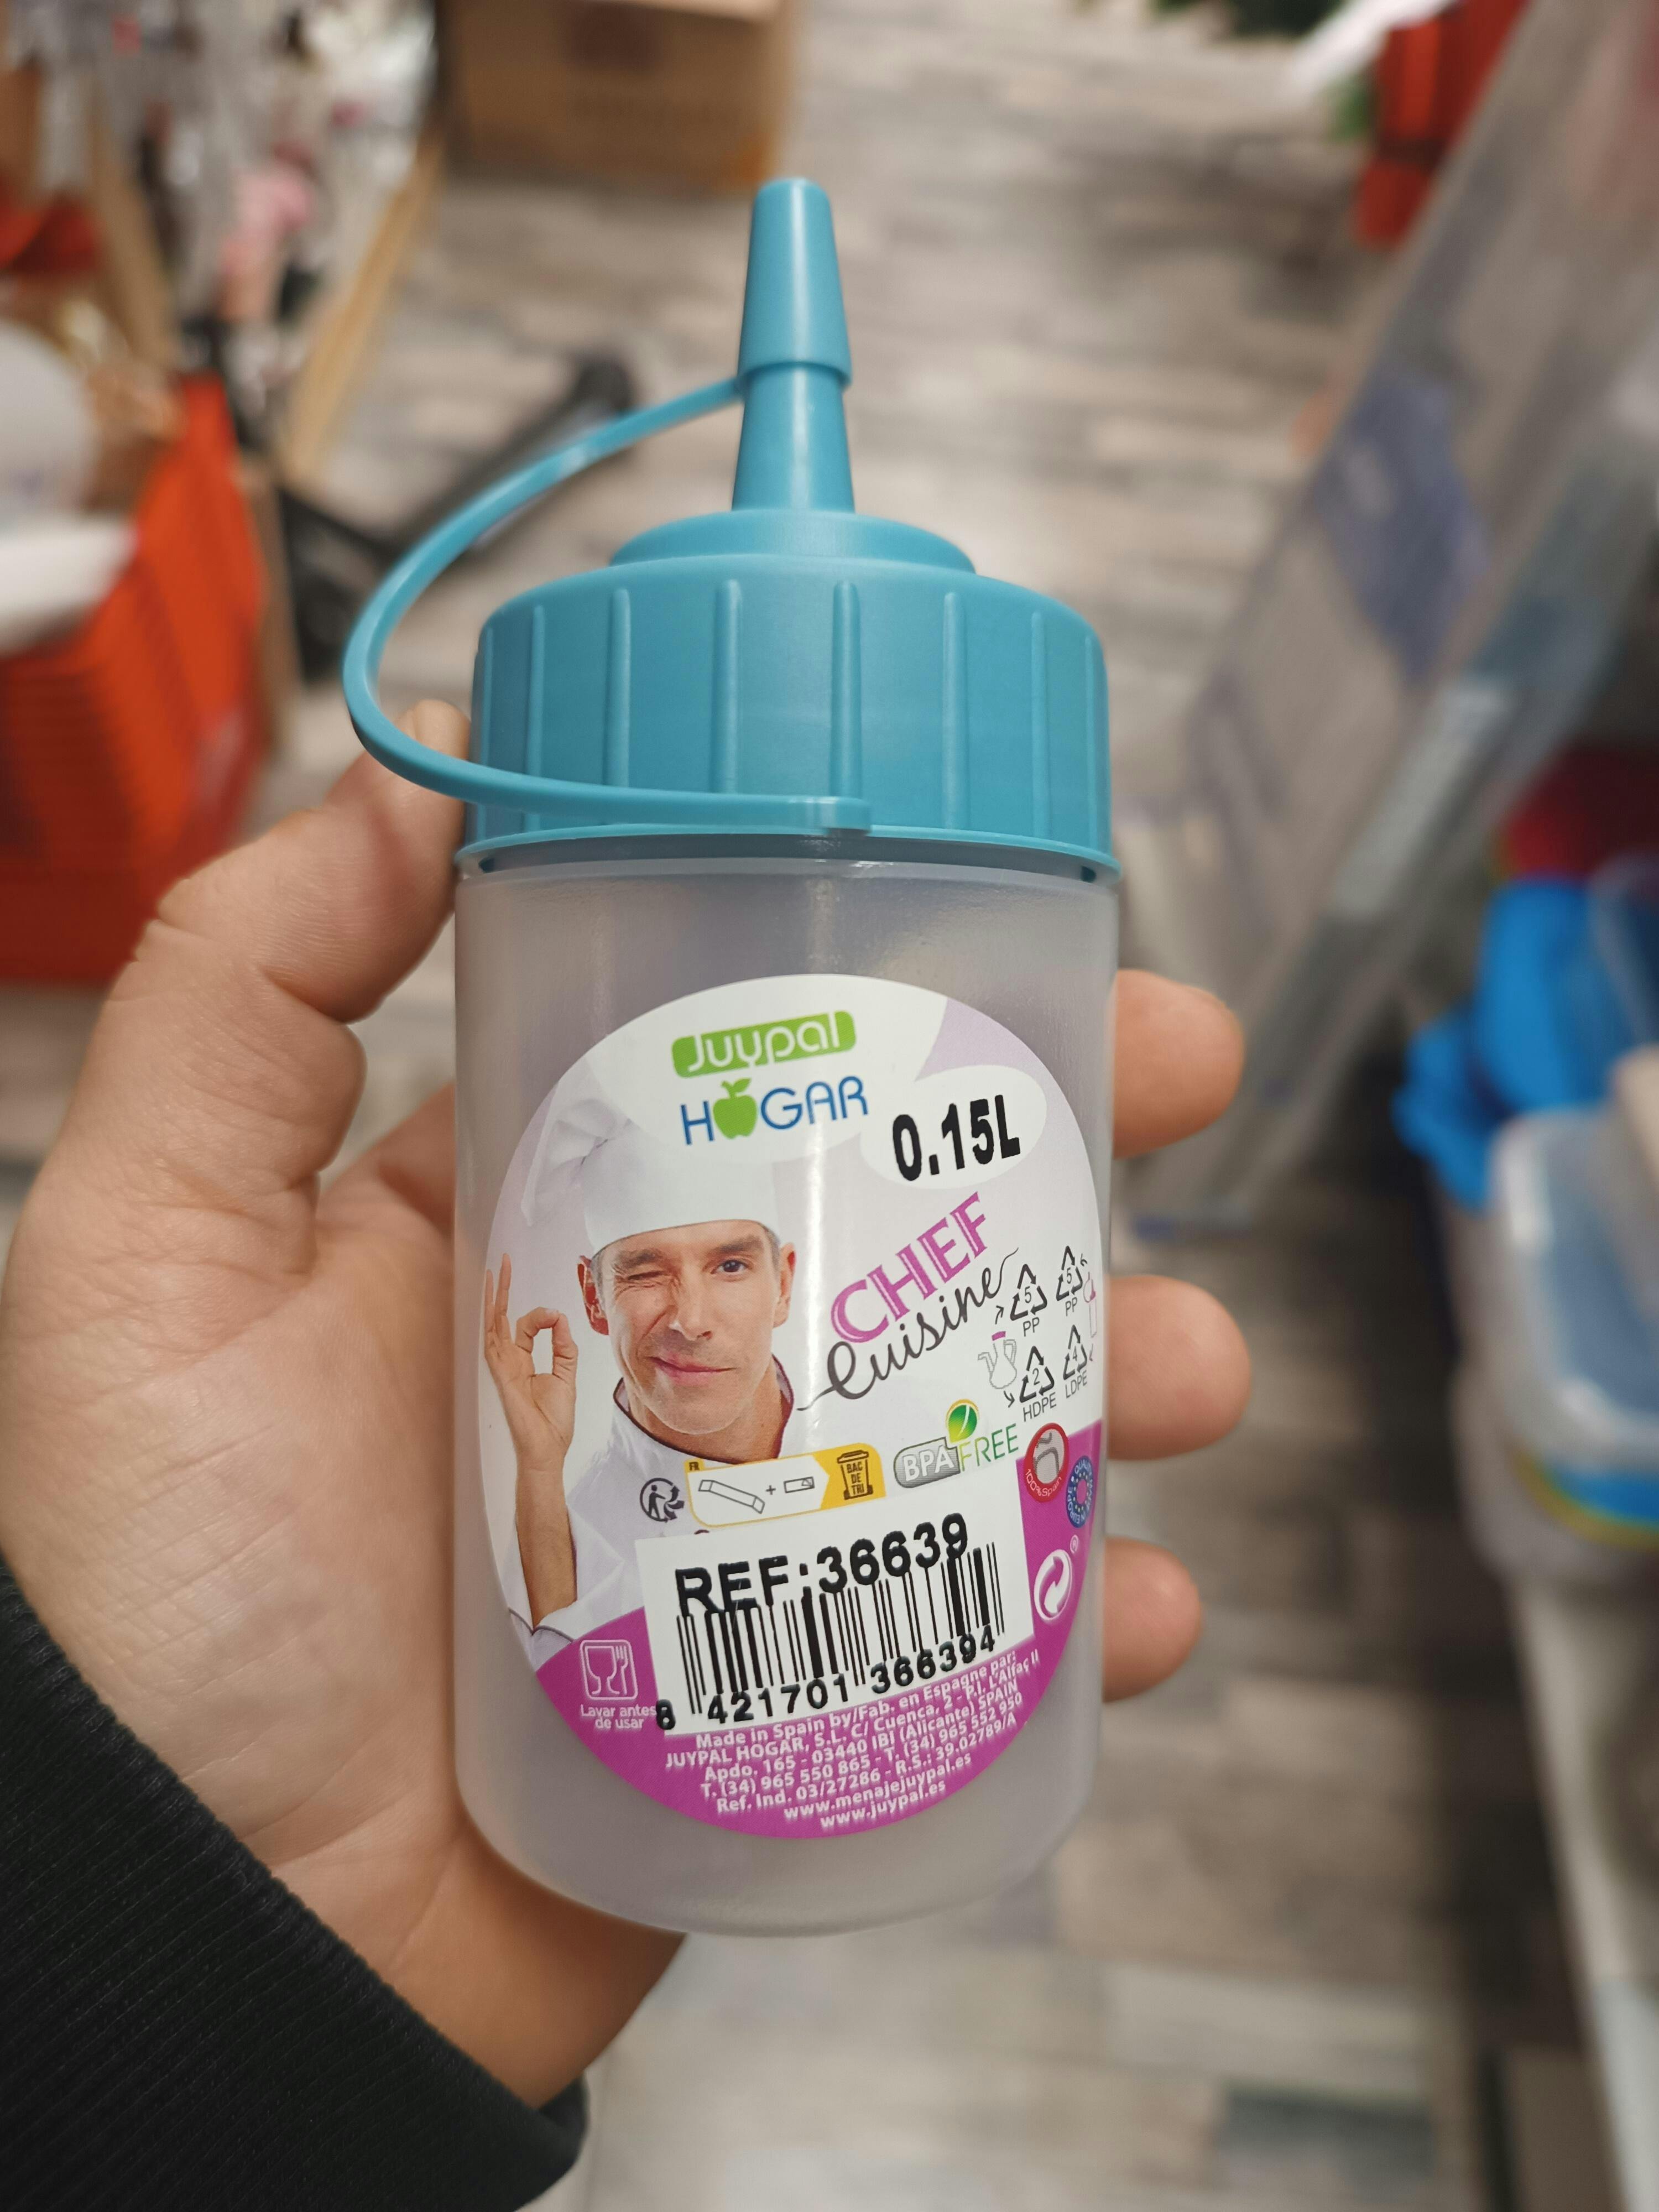 Juypal
HOGAR
0.15L
CHEF
Cuisine
5
PP
5
PP
2
HDPE
4
LDPE
BPA FREE
FR
+
BAC
DE
TRI
100% Spain
REF:36639
8 421701 366394
Lavar antes
de usar
Made in Spain by/Fab. en Espagne par:
JUYPAL HOGAR, S.L. C/ Cuenca, 2 - P.I. L'Alfaç II
Apdo. 165 - 03440 IBI (Alicante) SPAIN
T. (34) 965 550 865 - T. (34) 965 552 950
Ref. Ind. 03/27286 - R.S.: 39.02789/A
www.menajejuypal.es
www.juypal.es